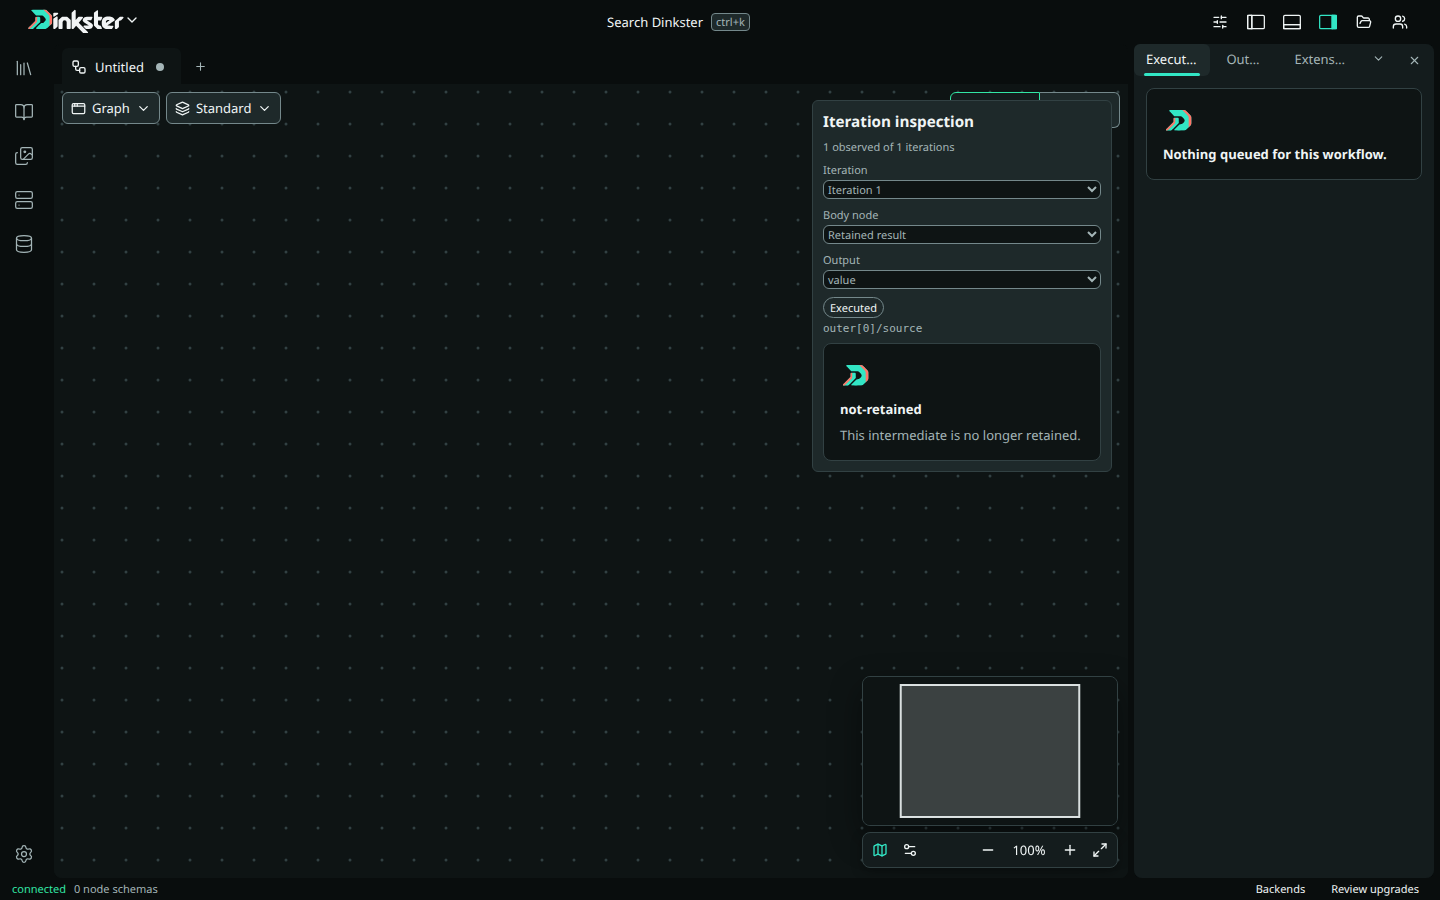 Dinkster
Search Dinkster ctrl+k
Untitled
Graph
Standard
Iteration inspection
1 observed of 1 iterations
Iteration
Iteration 1
Body node
Retained result
Output
value
Executed
outer[0]/source
not-retained
This intermediate is no longer retained.
100%
Execut...
Out...
Extens...
Nothing queued for this workflow.
connected
0 node schemas
Backends
Review upgrades